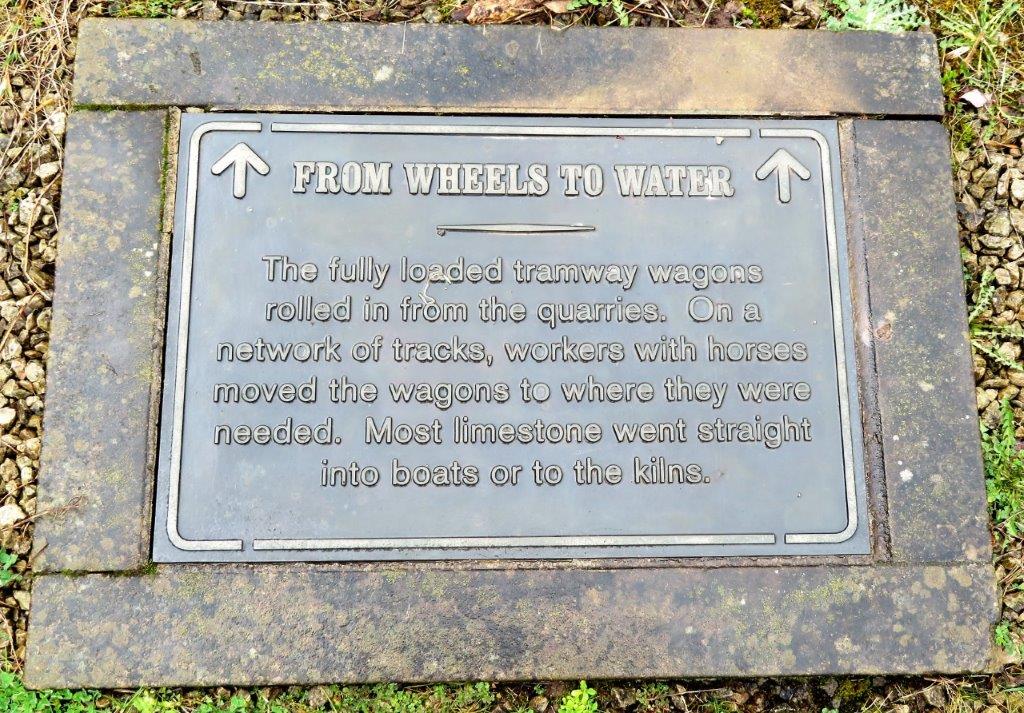 FROM WHEELS TO WATER
The fully loaded tramway wagons
rolled in from the quarries. On a
network of tracks, workers with horses
moved the wagons to where they were
needed. Most limestone went straight
into boats or to the kilns.